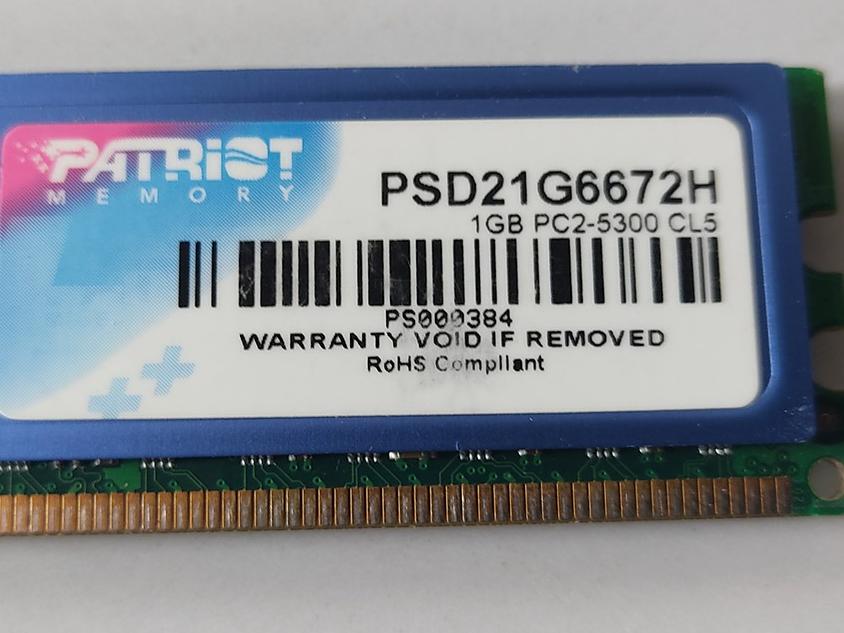 PATRiOT
MEMORY
PSD21G6672H
1GB PC2-5300 CL5
PS000384
WARRANTY VOID IF REMOVED
RoHS Compliant